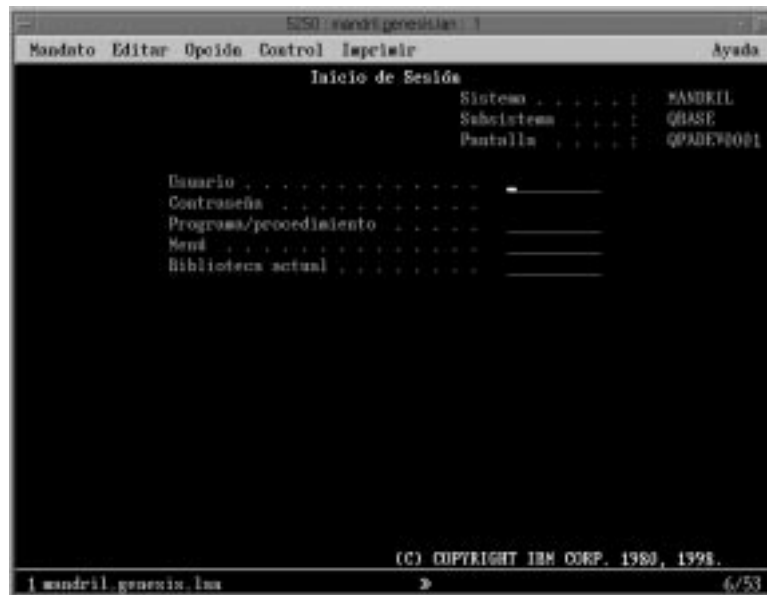 5250 : mandril.genesis.lan : 1
Mandato Editar Opción Control Imprimir Ayuda
Inicio de Sesión
Sistema . . . . . : MANDRIL
Subsistema . . . . : QBASE
Pantalla . . . . : QPADEV0001
Usuario . . . . . . . . . . . . .
Contraseña . . . . . . . . . . .
Programa/procedimiento . . . . .
Menú . . . . . . . . . . . . . .
Biblioteca actual . . . . . . . .
(C) COPYRIGHT IBM CORP. 1980, 1998.
1 mandril.genesis.lan 6/53